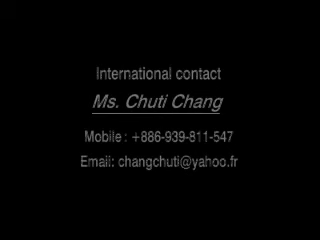 International contact
Ms. Chuti Chang
Mobile : +886-939-811-547
Email: changchuti@yahoo.fr